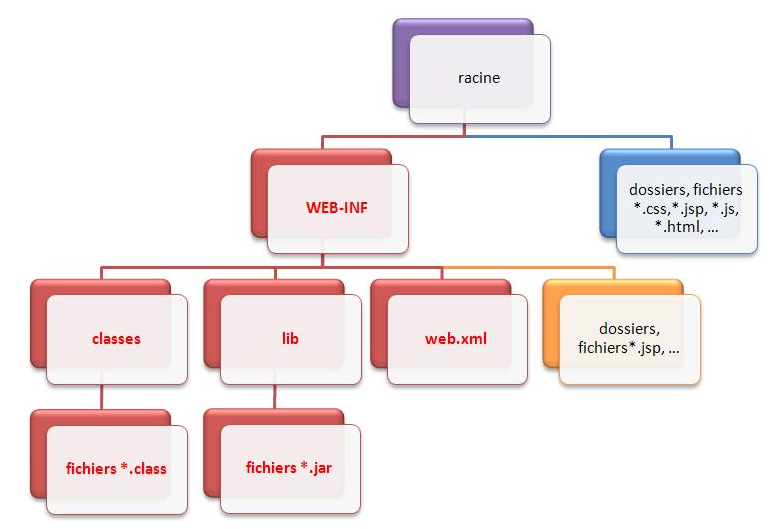 racine
WEB-INF
dossiers, fichiers
*.css,*.jsp, *.js,
*.html, ...
classes
lib
web.xml
dossiers,
fichiers*.jsp, ...
fichiers *.class
fichiers *.jar